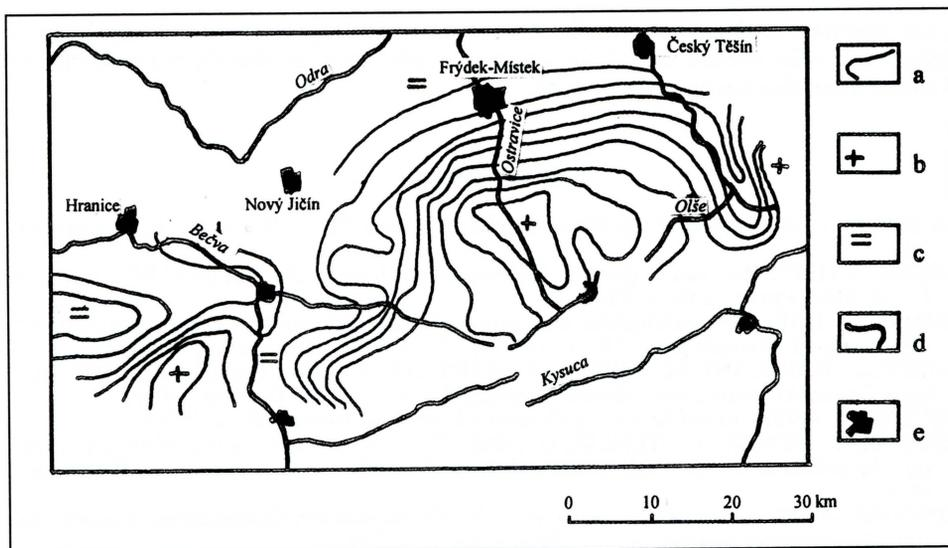 Český Těšín
Frýdek-Místek
Odra
Ostravice
Hranice
Nový Jičín
Bečva
Olše
Kysuca
a
b
c
d
e
0 10 20 30 km